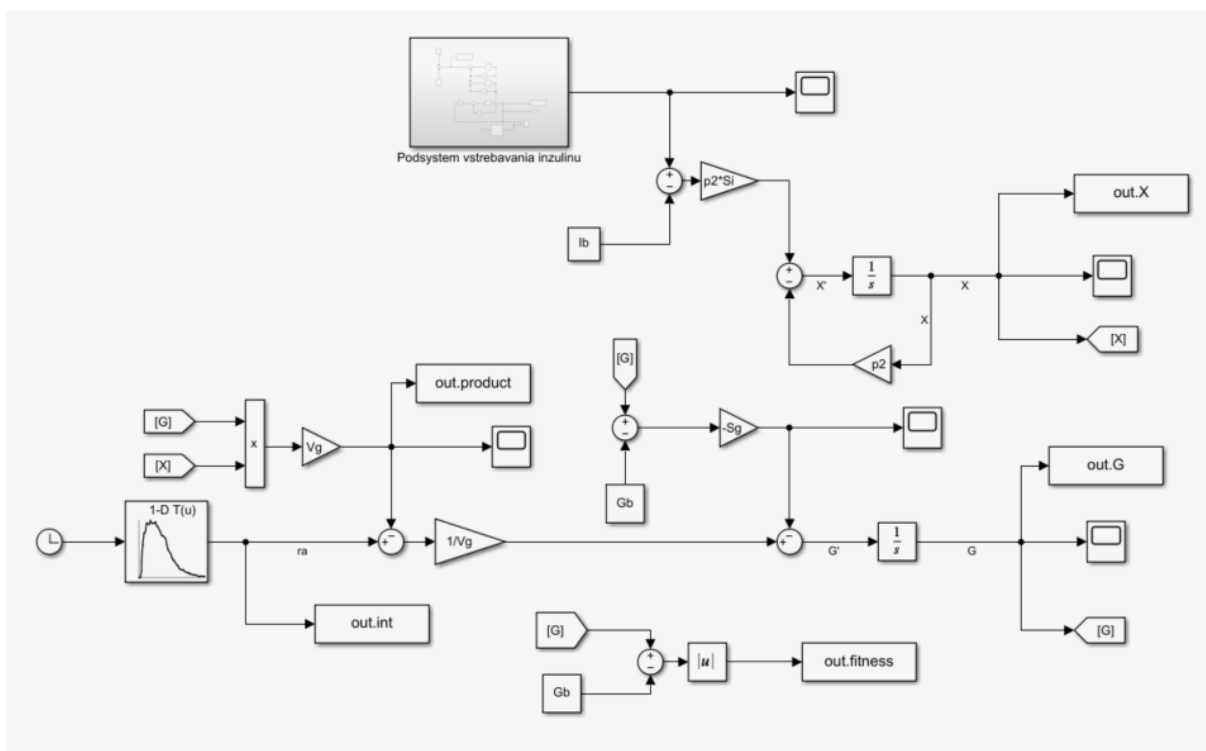 Podsystem vstrebavania inzulinu
+
−
p2*Si
Ib
out.X
+
−
X'
1
s
X
X
[X]
p2
[G]
out.product
[G]
x
Vg
[X]
+
−
-Sg
Gb
out.G
1-D T(u)
ra
+
−
1/Vg
+
−
G'
1
s
G
[G]
out.int
[G]
+
−
|u|
out.fitness
Gb